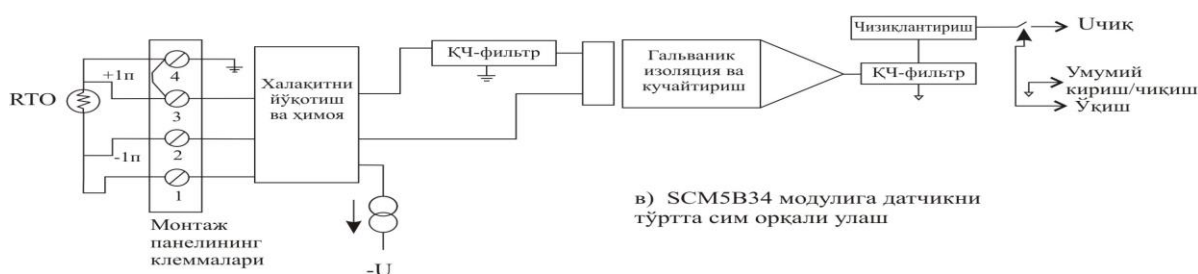 RTO
+1п
-1п
4
3
2
1
Монтаж
панелининг
клеммалари
Халақитни
йўқотиш
ва ҳимоя
-U
ҚЧ-фильтр
Гальваник
изоляция ва
кучайтириш
Чизиқлантириш
ҚЧ-фильтр
Uчиқ
Умумий
кириш/чиқиш
Ўқиш
в) SCM5B34 модулига датчикни
тўртта сим орқали улаш